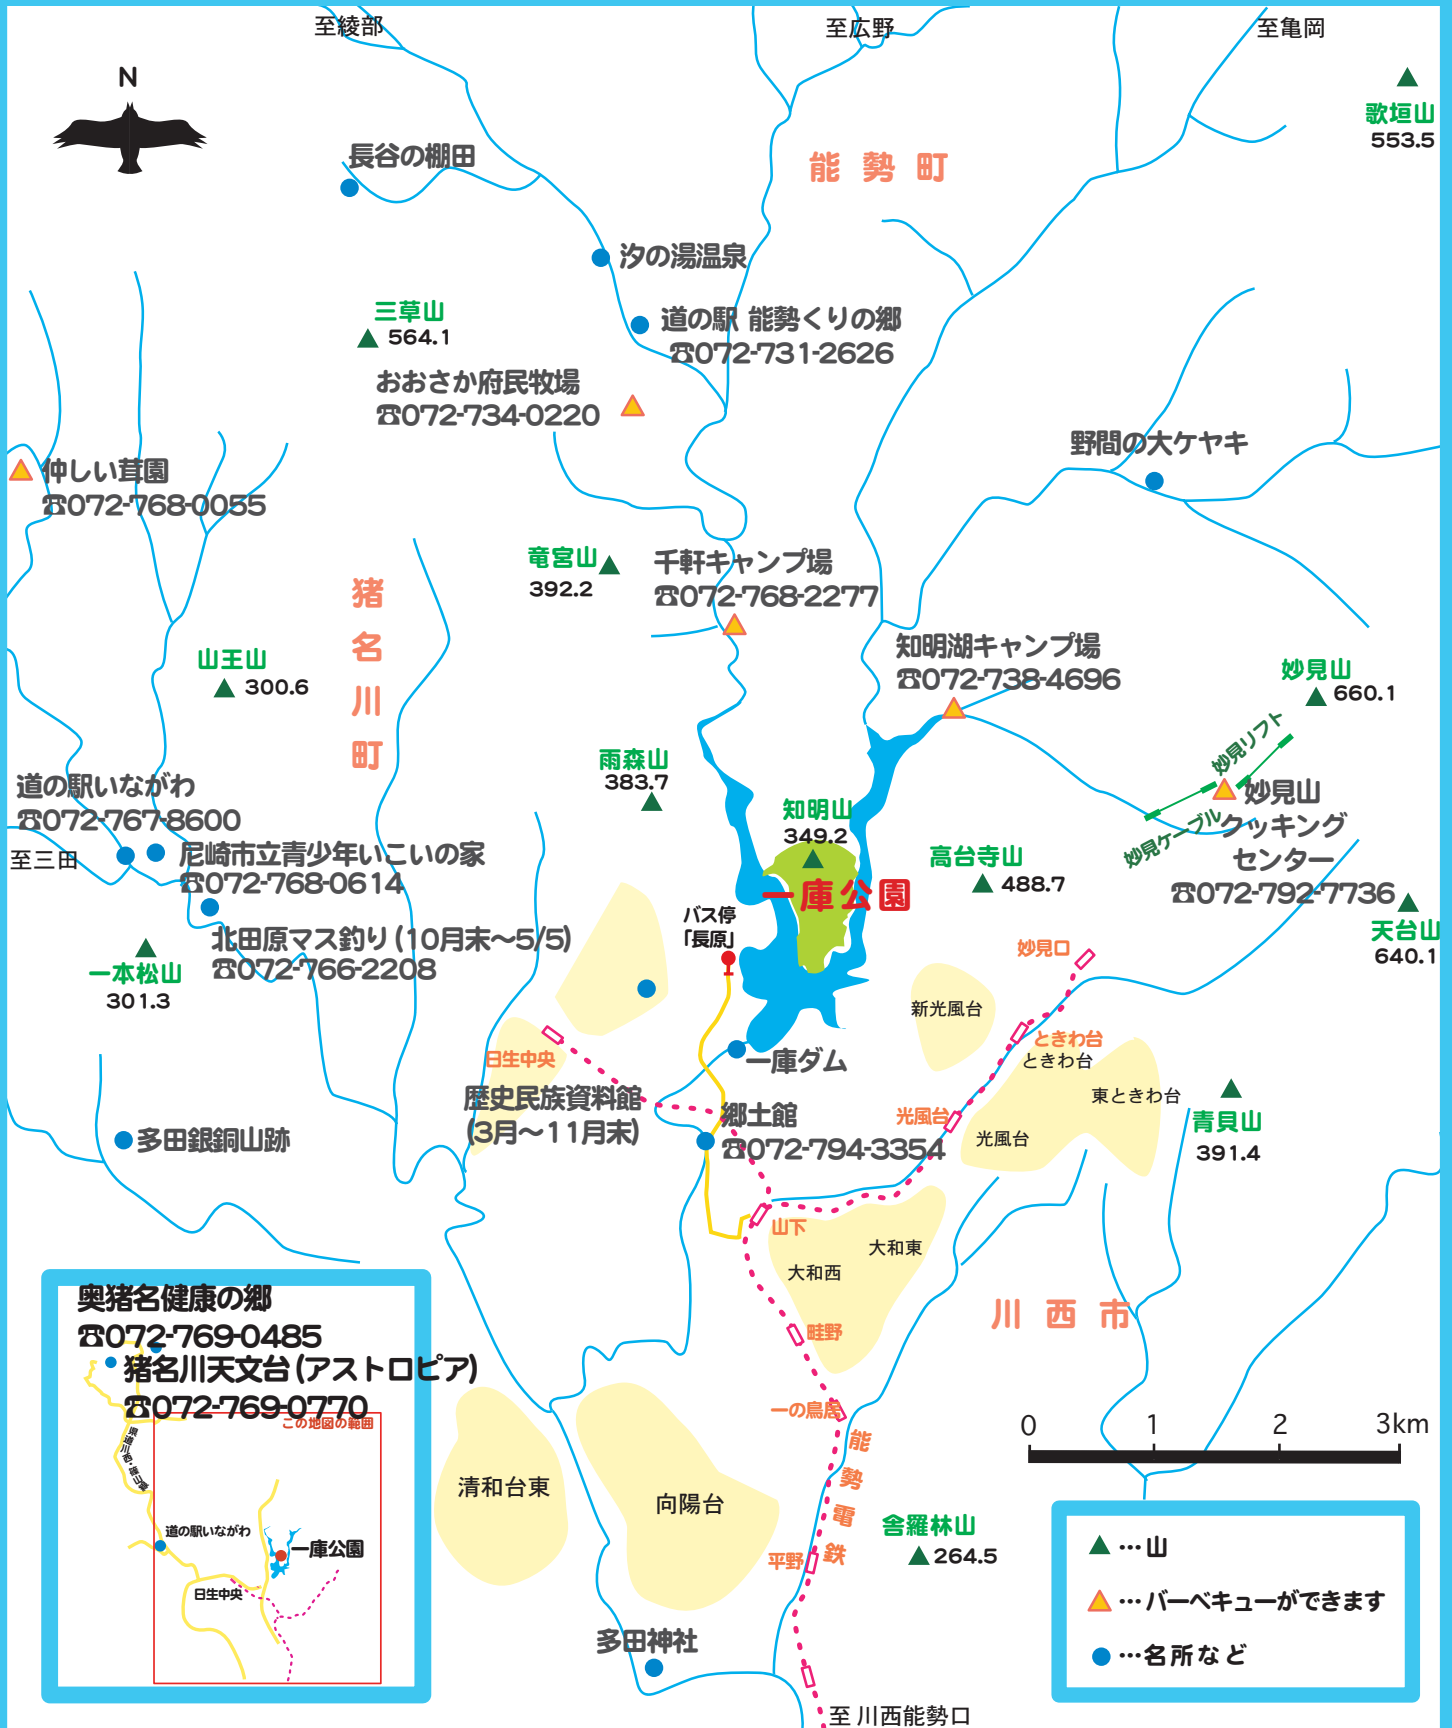 至綾部
至広野
至亀岡
N
歌垣山
553.5
長谷の棚田
能勢町
汐の湯温泉
三草山
564.1
道の駅 能勢くりの郷
☎072-731-2626
おおさか府民牧場
☎072-734-0220
野間の大ケヤキ
仲しい茸園
☎072-768-0055
竜宮山
392.2
千軒キャンプ場
☎072-768-2277
猪名川町
山王山
300.6
知明湖キャンプ場
☎072-738-4696
妙見山
660.1
妙見リフト
妙見ケーブル
雨森山
383.7
道の駅いながわ
☎072-767-8600
至三田
知明山
349.2
妙見山
クッキング
センター
☎072-792-7736
尼崎市立青少年いこいの家
☎072-768-0614
高台寺山
488.7
一庫公園
バス停
「長原」
北田原マス釣り(10月末〜5/5)
☎072-766-2208
一本松山
301.3
天台山
640.1
妙見口
新光風台
ときわ台
ときわ台
日生中央
一庫ダム
歴史民族資料館
(3月〜11月末)
郷土館
☎072-794-3354
光風台
光風台
東ときわ台
青貝山
391.4
多田銀銅山跡
山下
大和東
大和西
川西市
畦野
一の鳥居
能勢電鉄
清和台東
向陽台
舎羅林山
264.5
平野
多田神社
至 川西能勢口
奥猪名健康の郷
☎072-769-0485
猪名川天文台(アストロピア)
☎072-769-0770
この地図の範囲
道の駅いながわ
一庫公園
日生中央
0 1 2 3km
…山
…バーベキューができます
…名所など